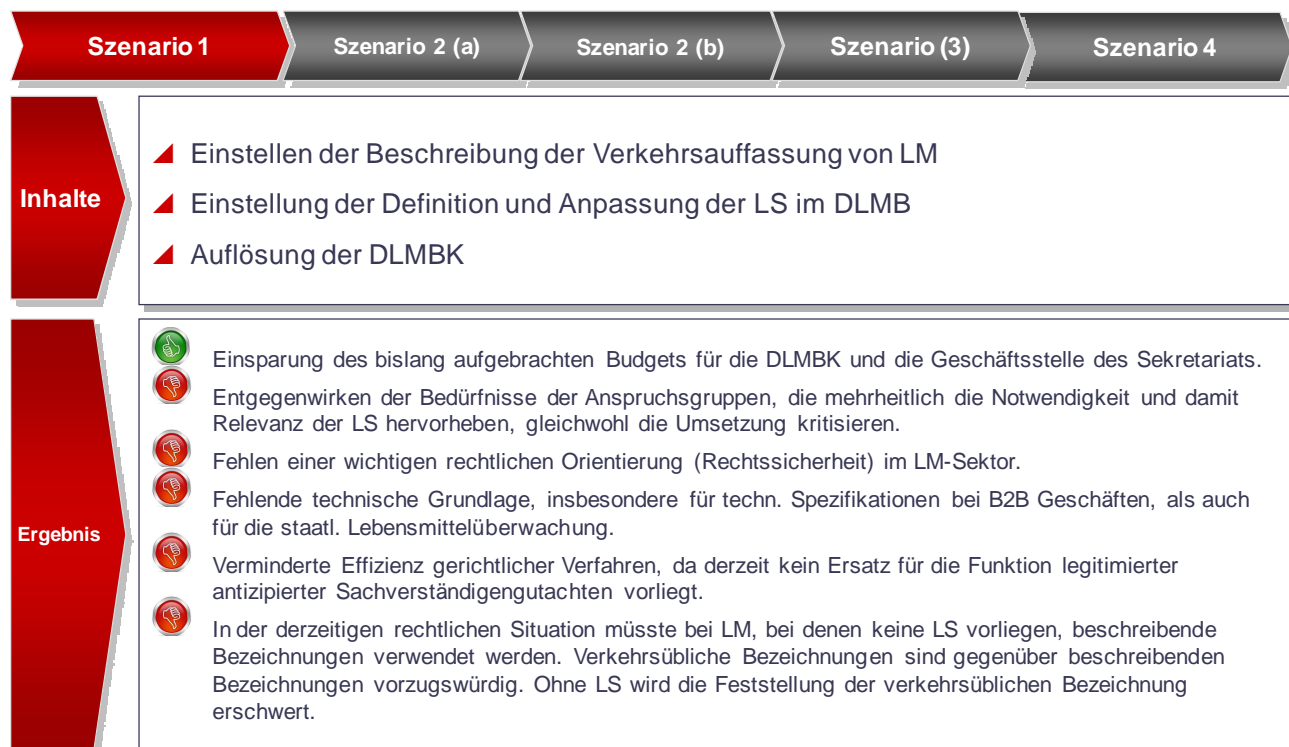 Szenario 1
Szenario 2 (a)
Szenario 2 (b)
Szenario (3)
Szenario 4
Inhalte
Einstellen der Beschreibung der Verkehrsauffassung von LM
Einstellung der Definition und Anpassung der LS im DLMB
Auflösung der DLMBK
Ergebnis
Einsparung des bislang aufgebrachten Budgets für die DLMBK und die Geschäftsstelle des Sekretariats.
Entgegenwirken der Bedürfnisse der Anspruchsgruppen, die mehrheitlich die Notwendigkeit und damit
Relevanz der LS hervorheben, gleichwohl die Umsetzung kritisieren.
Fehlen einer wichtigen rechtlichen Orientierung (Rechtssicherheit) im LM-Sektor.
Fehlende technische Grundlage, insbesondere für techn. Spezifikationen bei B2B Geschäften, als auch
für die staatl. Lebensmittelüberwachung.
Verminderte Effizienz gerichtlicher Verfahren, da derzeit kein Ersatz für die Funktion legitimierter
antizipierter Sachverständigengutachten vorliegt.
In der derzeitigen rechtlichen Situation müsste bei LM, bei denen keine LS vorliegen, beschreibende
Bezeichnungen verwendet werden. Verkehrsübliche Bezeichnungen sind gegenüber beschreibenden
Bezeichnungen vorzugswürdig. Ohne LS wird die Feststellung der verkehrsüblichen Bezeichnung
erschwert.